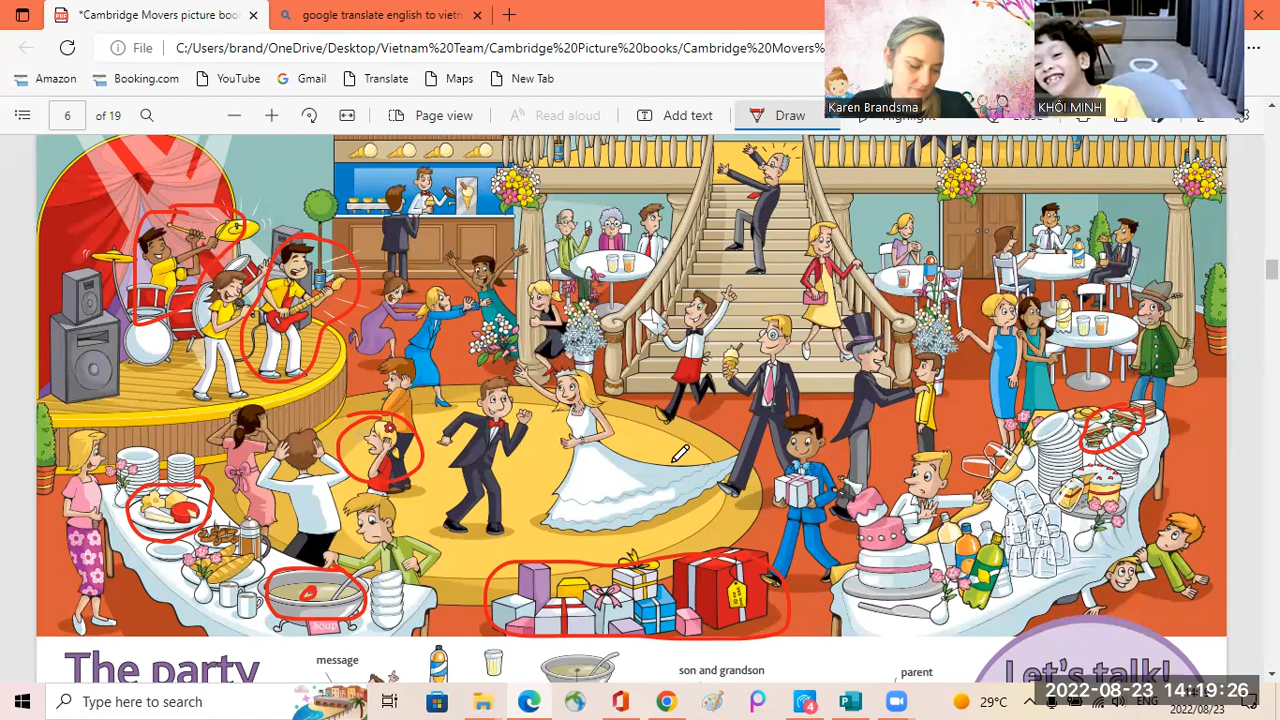 *Cambridge Movers picture boo
google translate english to vietn
File
C:/Users/brand/OneDrive/Desktop/Vietnam%20Team/Cambridge%20Picture%20books/Cambridge%20Movers%
Amazon
Booking.com
YouTube
Gmail
Translate
Maps
New Tab
6
of 19
Page view
Read aloud
Add text
Draw
Karen Brandsma
KHÔI MINH
Soup
The party
message
son and grandson
parent
Let's talk!
Type here to search
4
29°C
ENG
2022-08-23 14:19:26
2022/08/23